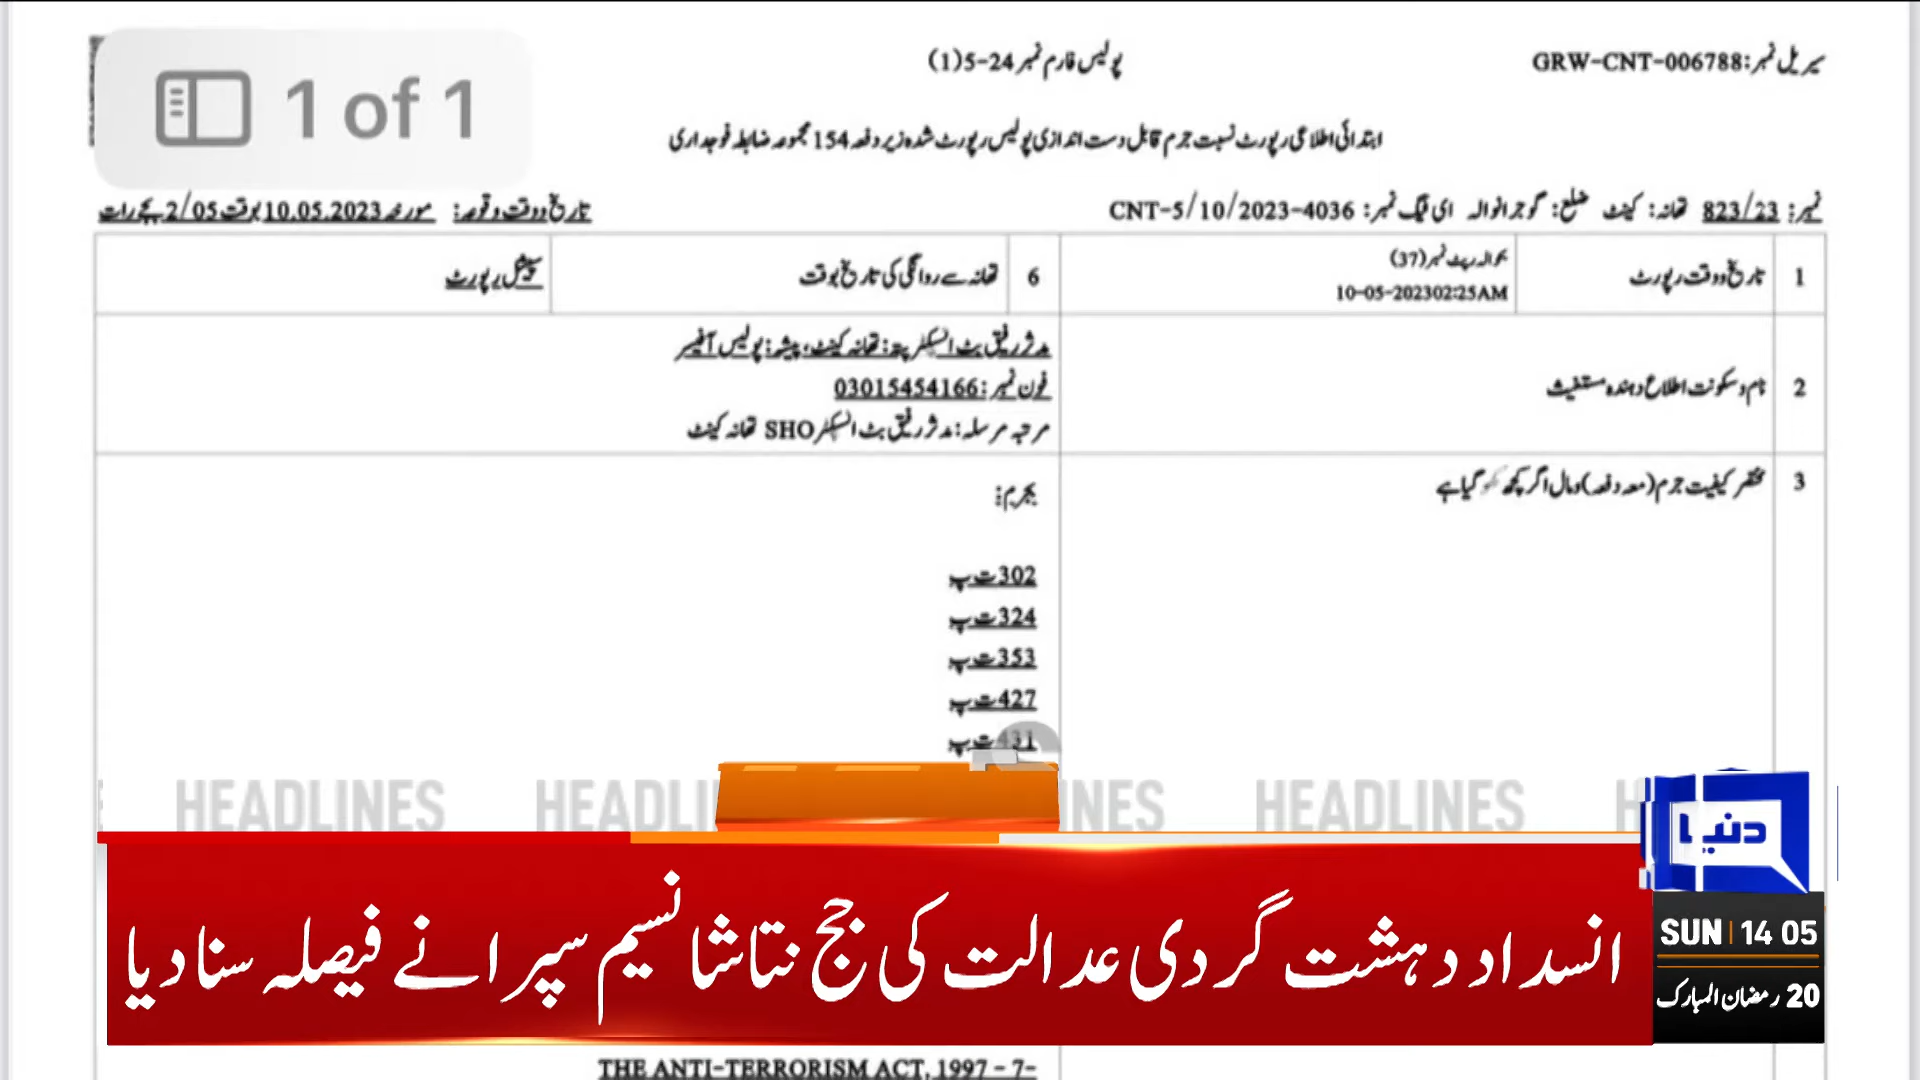 1 of 1
سیریل نمبر:GRW-CNT-006788
پولیس فارم نمبر 24-5(1)
ابتدائی اطلاعی رپورٹ نسبت جرم قابل دست اندازی پولیس رپورٹ شدہ زیر دفعہ 154 مجموعہ ضابطہ فوجداری
نمبر: 823/23 تھانہ: کینٹ ضلع: گوجرانوالہ ای ٹیگ نمبر: CNT-5/10/2023-4036 تاریخ و وقت وقوعہ: مورخہ 10.05.2023 بوقت 2/05 بجے رات
1 تاریخ و وقت رپورٹ بحوالہ رپٹ نمبر (37)
10-05-202302:25AM
6 تھانہ سے روانگی کی تاریخ بوقت سپیشل رپورٹ
2 نام و سکونت اطلاع دہندہ مستغیث
مدثر رفیق بٹ انسپکٹر پتہ: تھانہ کینٹ، پیشہ: پولیس آفیسر
فون نمبر: 03015454166
مرتبہ مرسلہ: مدثر رفیق بٹ انسپکٹر SHO تھانہ کینٹ
3 مختصر کیفیت جرم (معہ دفعہ) ومال اگر کچھ کھو گیا ہے
بجرم:
302ت پ
324ت پ
353ت پ
427ت پ
431ت پ
HEADLINES HEADLINES HEADLINES
دنیا
انسداد دہشت گردی عدالت کی جج نتاشا نسیم سپرا نے فیصلہ سنا دیا
SUN 14 05
20 رمضان المبارک
THE ANTI-TERRORISM ACT, 1997 - 7-